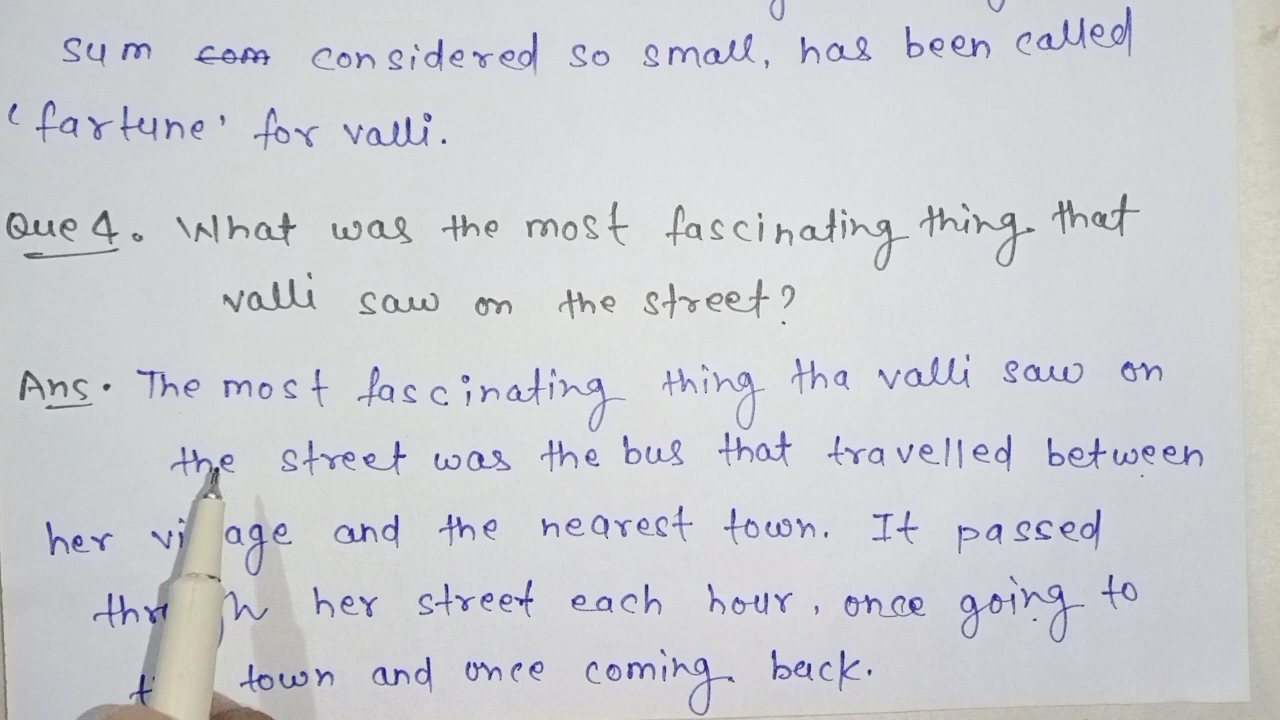 sum com considered so small, has been called
'fartune' for valli.
Que 4. What was the most fascinating thing that
valli saw on the street?
Ans. The most fascinating thing tha valli saw on
the street was the bus that travelled between
her village and the nearest town. It passed
through her street each hour, once going to
town and once coming back.